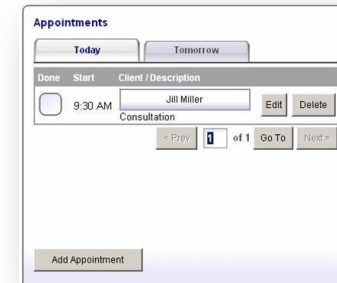 Appointments
Today Tomorrow
Done Start Client / Description
9:30 AM Jill Miller Edit Delete
Consultation
< Prev 1 of 1 Go To Next >
Add Appointment